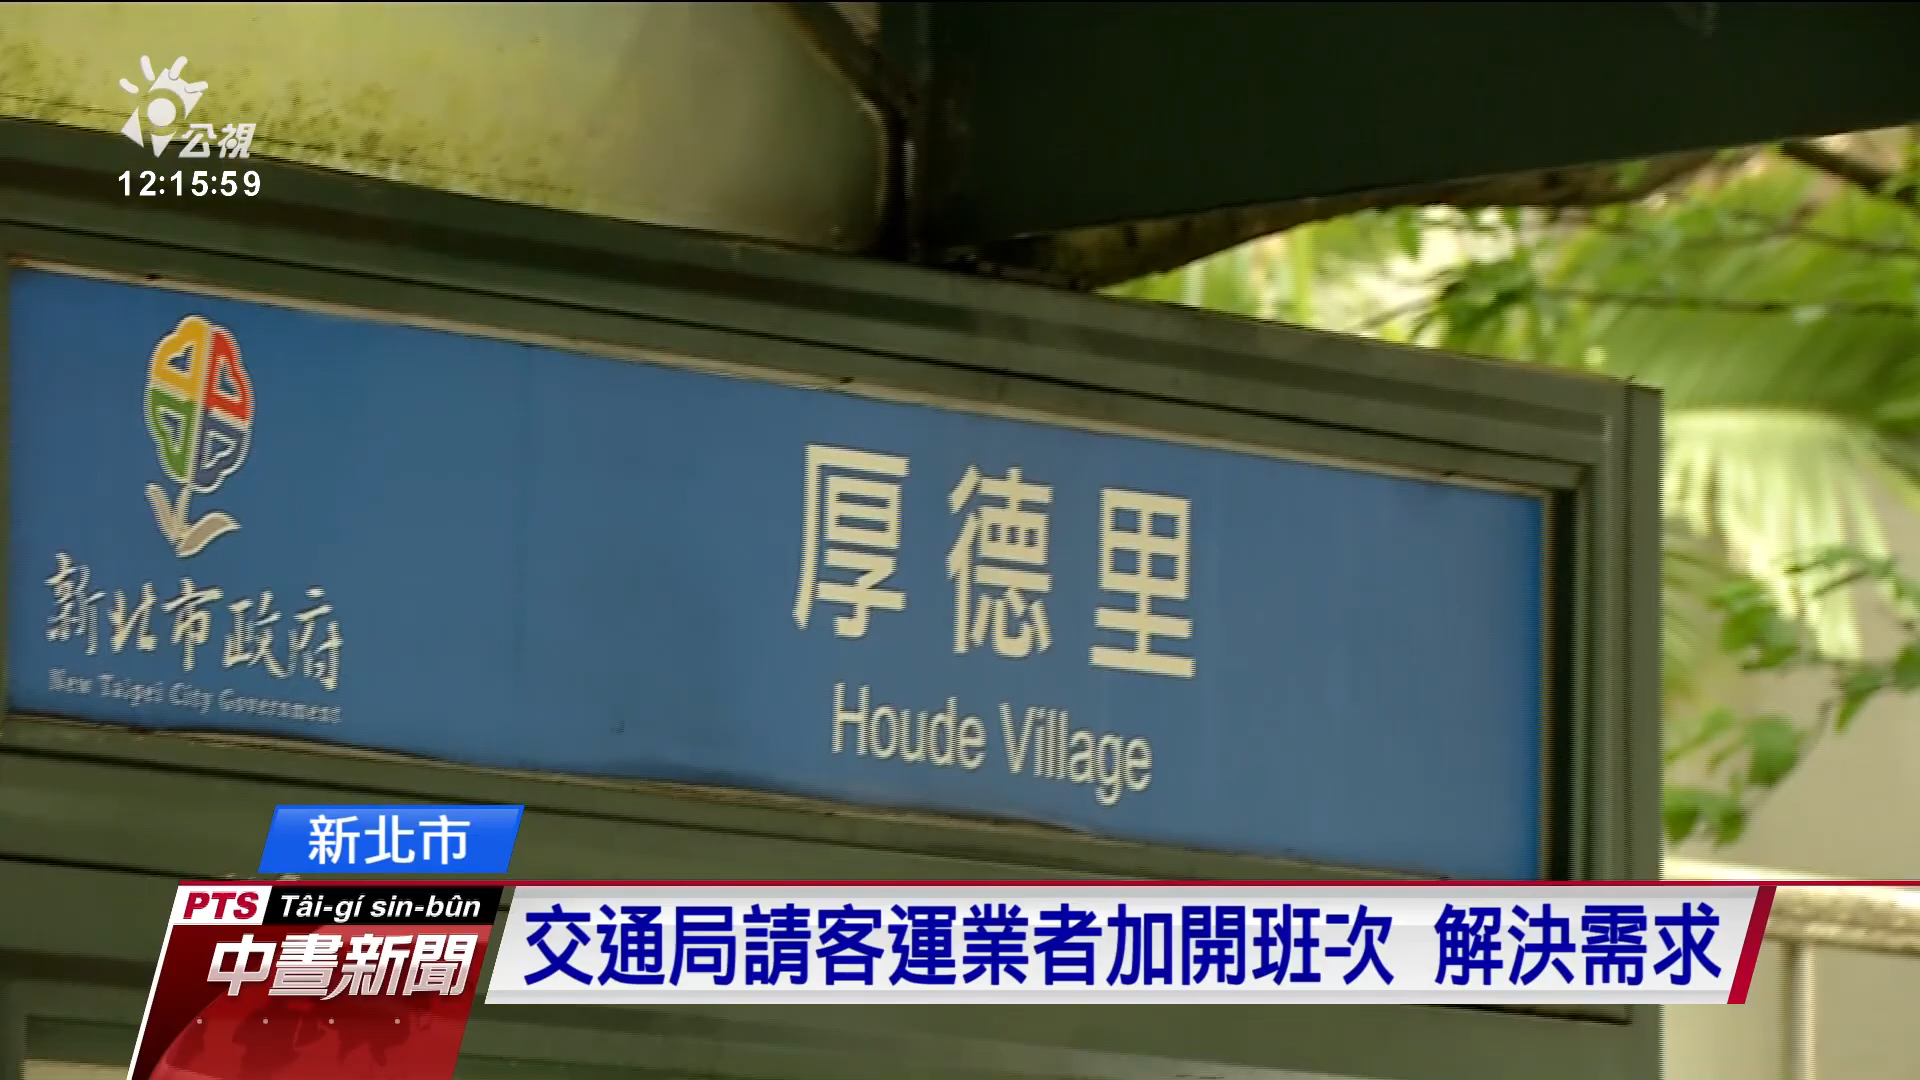 公視
12:15:59
新北市政府
New Taipei City Government
厚德里
Houde Village
新北市
PTS Tâi-gí sin-bûn
中晝新聞
交通局請客運業者加開班次 解決需求